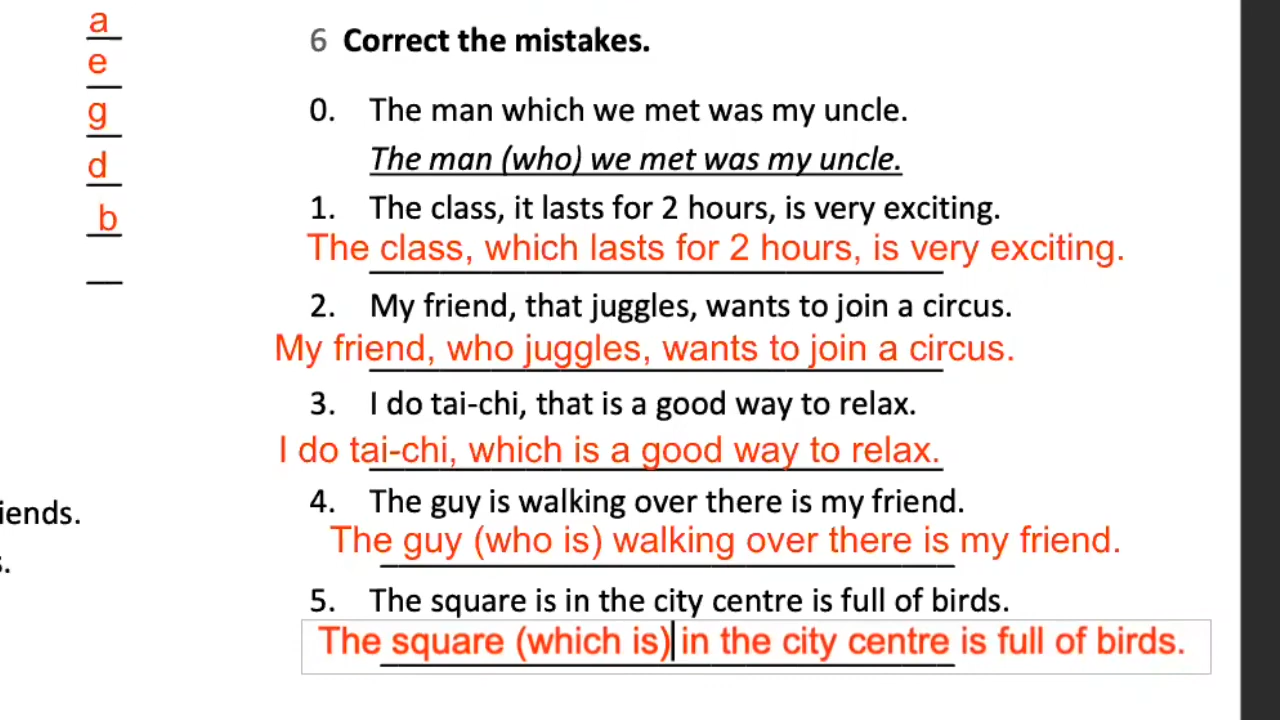 a
e
g
d
b
iends.
s.
6 Correct the mistakes.
0. The man which we met was my uncle.
The man (who) we met was my uncle.
1. The class, it lasts for 2 hours, is very exciting.
The class, which lasts for 2 hours, is very exciting.
2. My friend, that juggles, wants to join a circus.
My friend, who juggles, wants to join a circus.
3. I do tai-chi, that is a good way to relax.
I do tai-chi, which is a good way to relax.
4. The guy is walking over there is my friend.
The guy (who is) walking over there is my friend.
5. The square is in the city centre is full of birds.
The square (which is) in the city centre is full of birds.